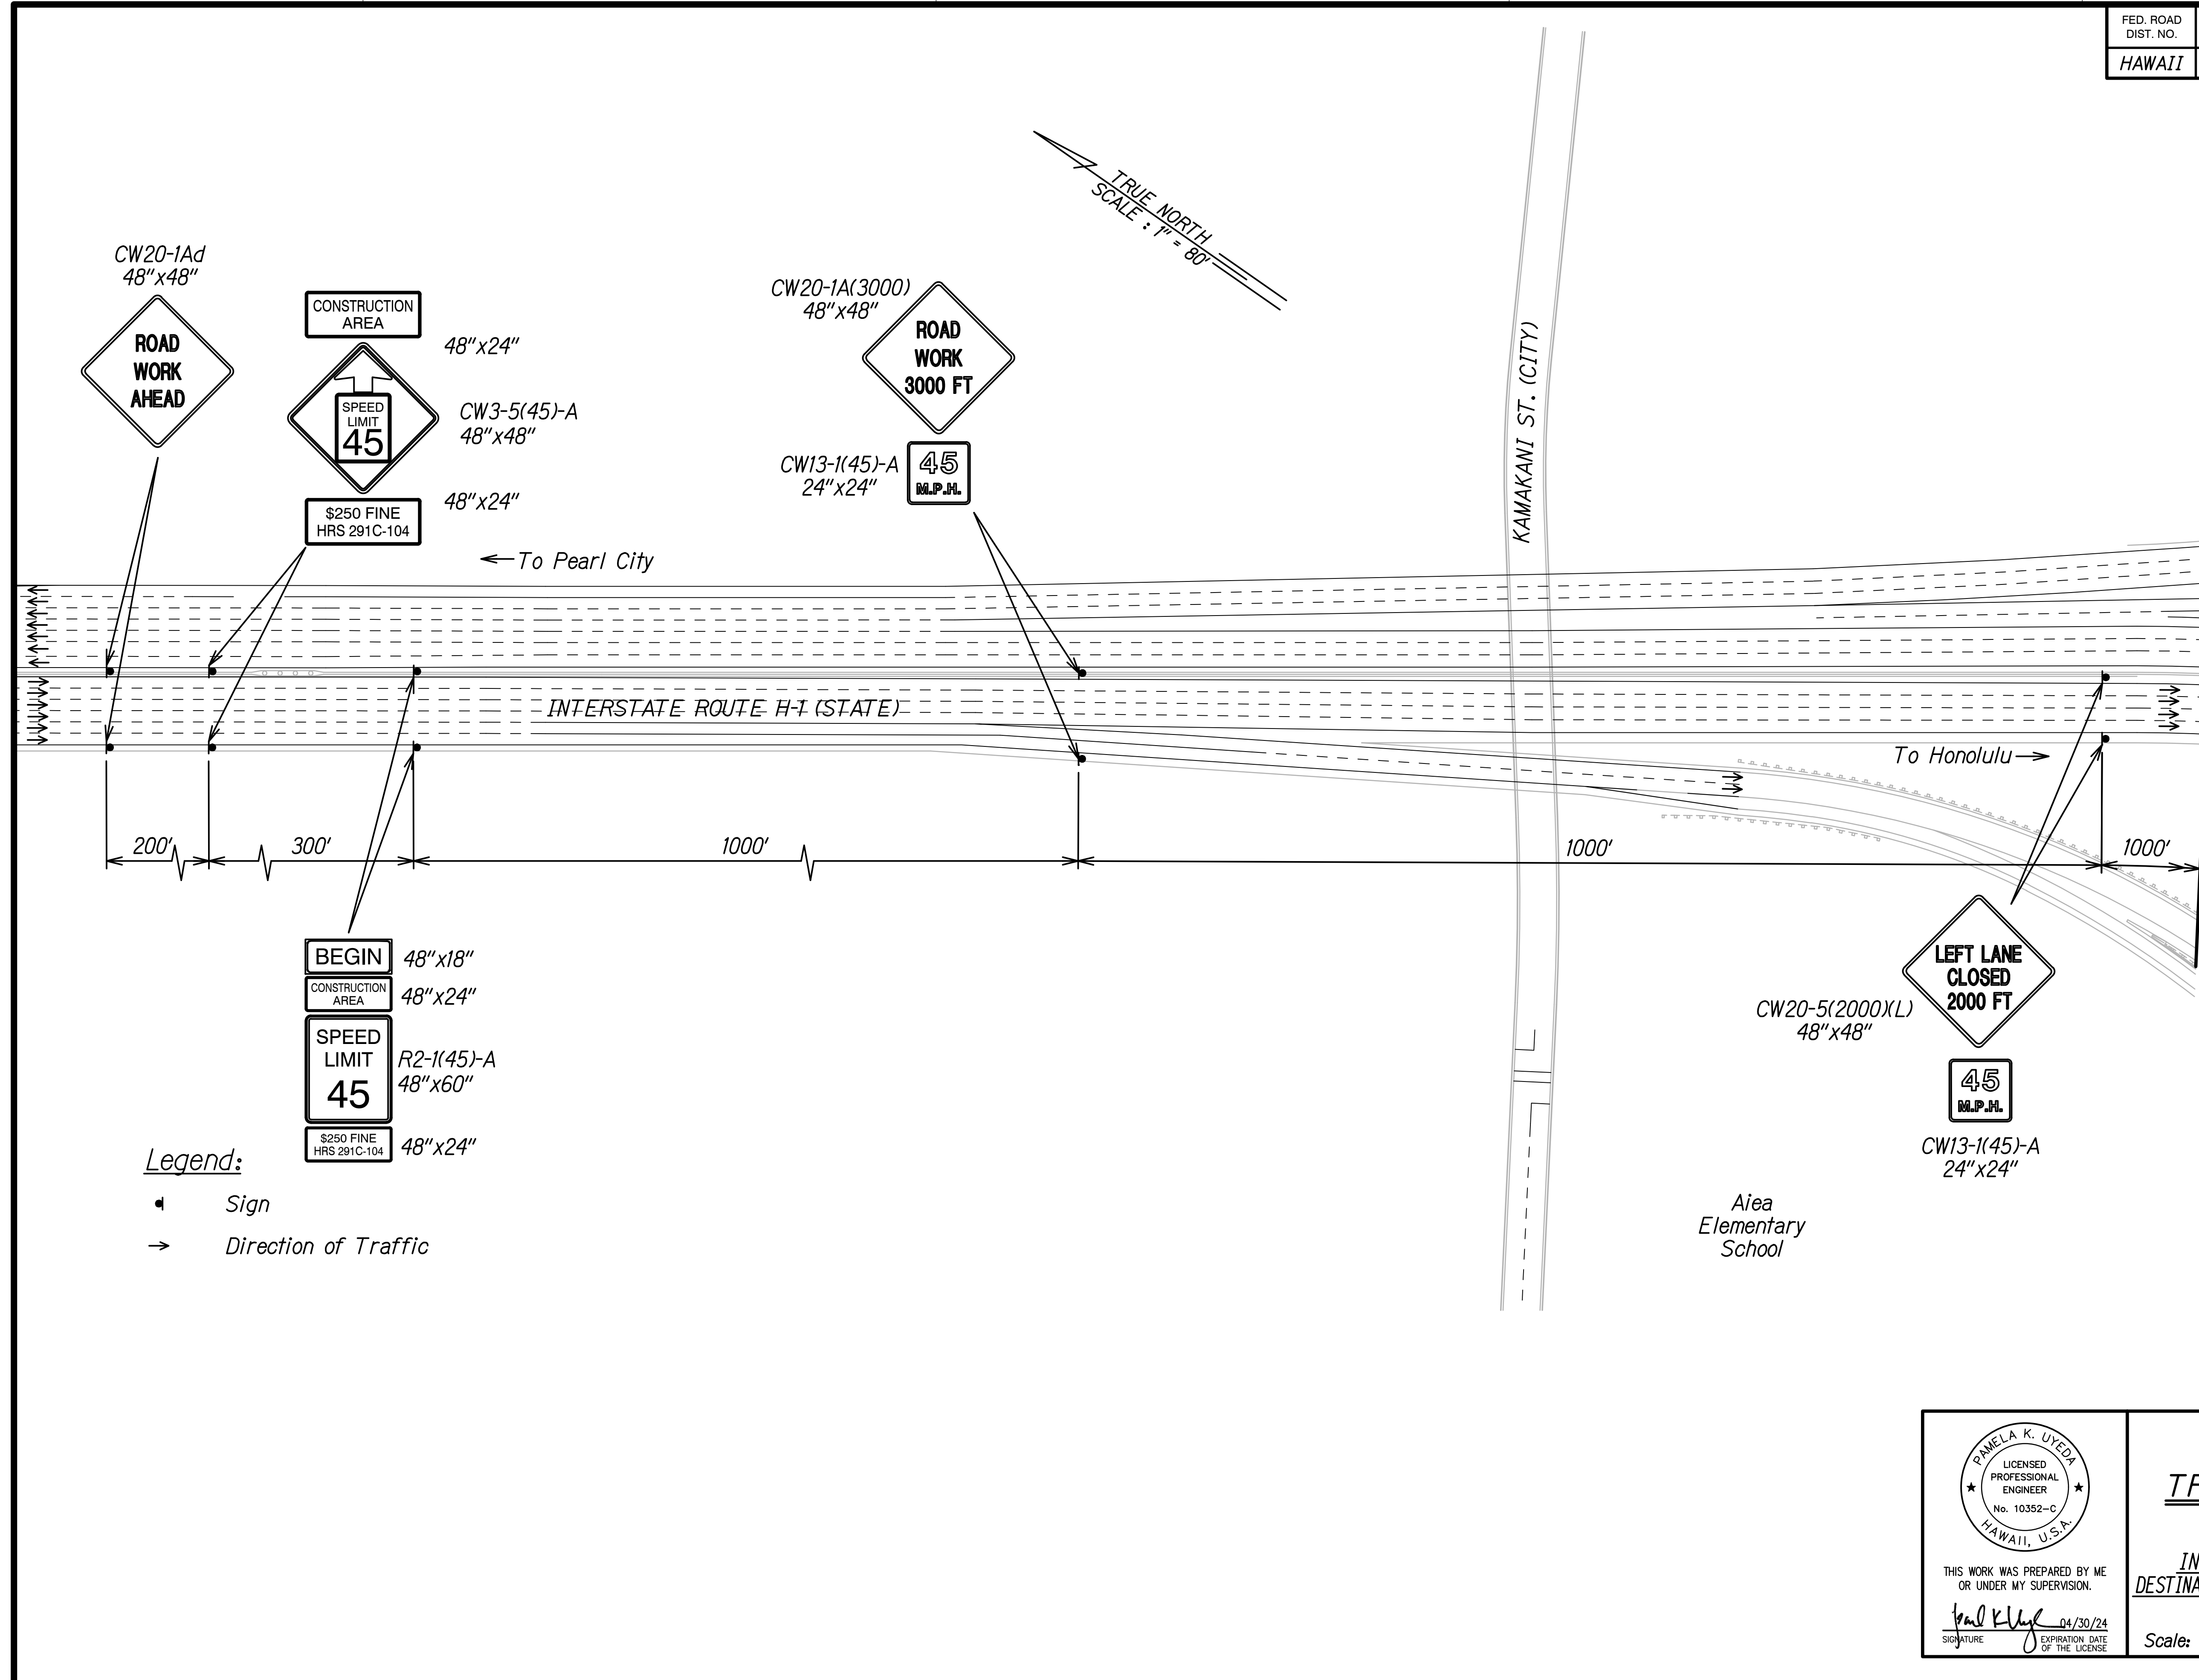 FED. ROAD
DIST. NO.
HAWAII
TRUE NORTH
SCALE : 1" = 80'
CW20-1Ad
48"x48"
ROAD
WORK
AHEAD
CONSTRUCTION
AREA
48"x24"
SPEED
LIMIT
45
CW3-5(45)-A
48"x48"
$250 FINE
HRS 291C-104
48"x24"
CW20-1A(3000)
48"x48"
ROAD
WORK
3000 FT
CW13-1(45)-A
24"x24"
45
M.P.H.
KAMAKANI ST. (CITY)
To Pearl City
INTERSTATE ROUTE H-1 (STATE)
To Honolulu
200'
300'
1000'
1000'
1000'
BEGIN
48"x18"
CONSTRUCTION
AREA
48"x24"
SPEED
LIMIT
45
R2-1(45)-A
48"x60"
$250 FINE
HRS 291C-104
48"x24"
LEFT LANE
CLOSED
2000 FT
CW20-5(2000)(L)
48"x48"
45
M.P.H.
CW13-1(45)-A
24"x24"
Legend:
Sign
Direction of Traffic
Aiea
Elementary
School
PAMELA K. UYEDA
LICENSED
PROFESSIONAL
ENGINEER
No. 10352-C
HAWAII, U.S.A.
THIS WORK WAS PREPARED BY ME
OR UNDER MY SUPERVISION.
04/30/24
SIGNATURE
EXPIRATION DATE
OF THE LICENSE
IN
DESTINA
Scale: